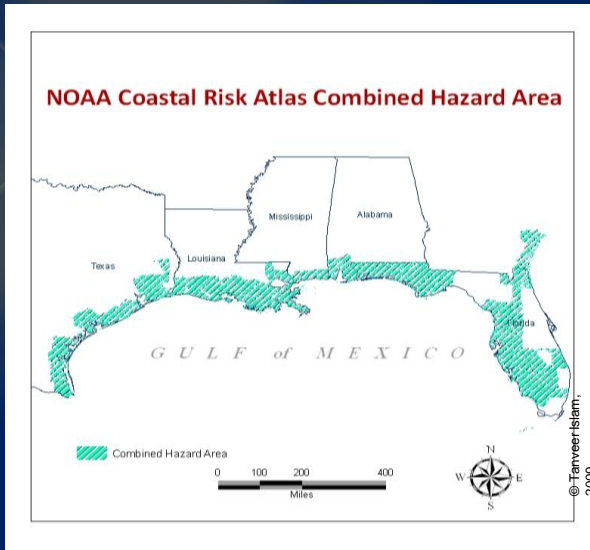 NOAA Coastal Risk Atlas Combined Hazard Area
Mississippi
Alabama
Texas
Louisiana
Florida
GULF of MEXICO
Combined Hazard Area
0 100 200 400
Miles
N
W E
S
© Tanveer Islam,
2009